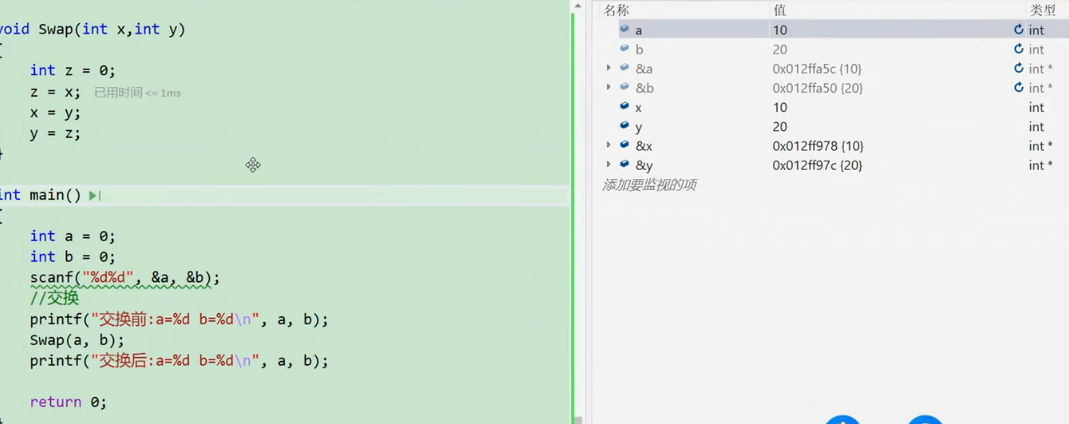 void Swap(int x,int y)
{
int z = 0;
z = x; 已用时间 <= 1ms
x = y;
y = z;
}
int main()
{
int a = 0;
int b = 0;
scanf("%d%d", &a, &b);
//交换
printf("交换前:a=%d b=%d\n", a, b);
Swap(a, b);
printf("交换后:a=%d b=%d\n", a, b);
return 0;
}
名称 值 类型
a 10 int
b 20 int
&a 0x012ffa5c {10} int *
&b 0x012ffa50 {20} int *
x 10 int
y 20 int
&x 0x012ff978 {10} int *
&y 0x012ff97c {20} int *
添加要监视的项